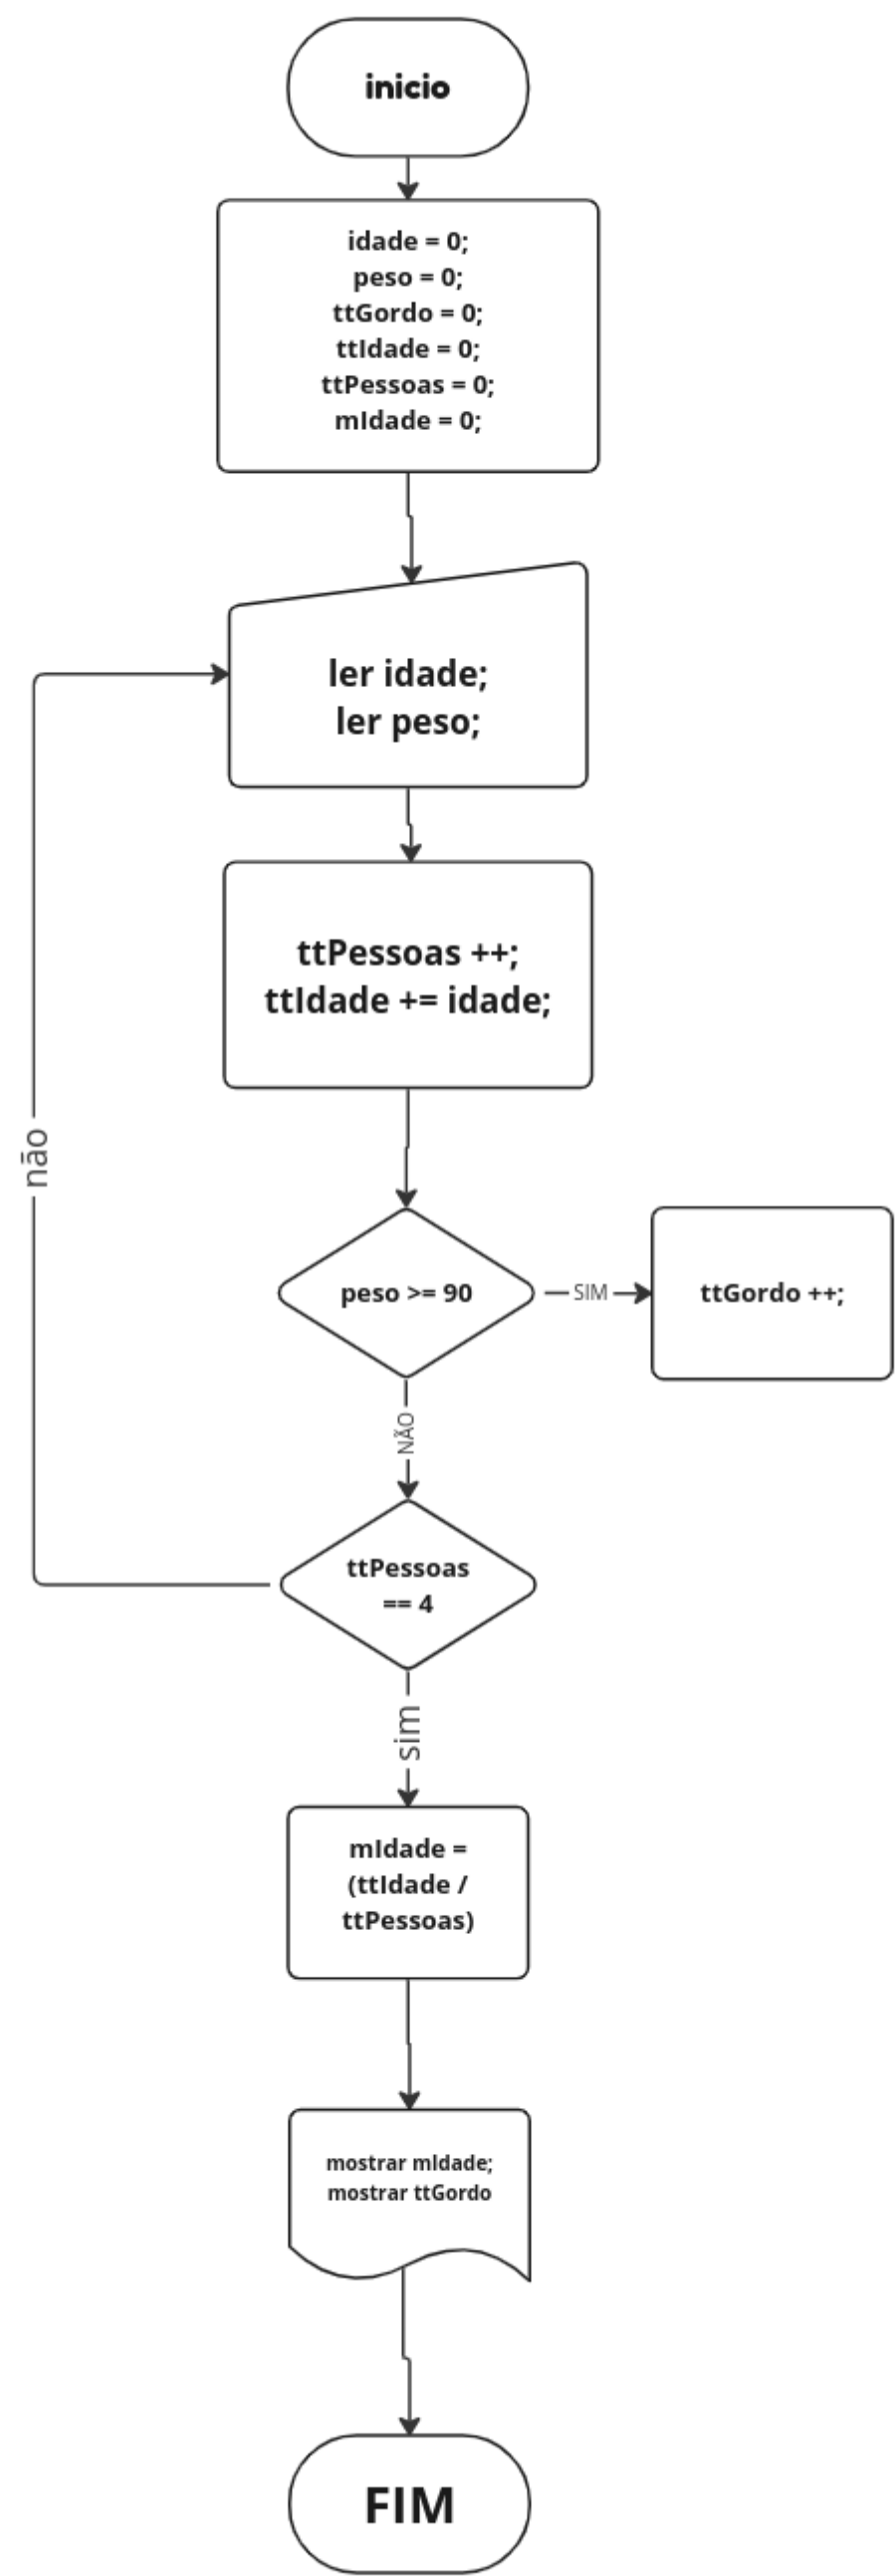 inicio
idade = 0;
peso = 0;
ttGordo = 0;
ttIdade = 0;
ttPessoas = 0;
mIdade = 0;
ler idade;
ler peso;
ttPessoas ++;
ttIdade += idade;
não
peso >= 90
SIM
ttGordo ++;
NÃO
ttPessoas
== 4
sim
mIdade =
(ttIdade /
ttPessoas)
mostrar mIdade;
mostrar ttGordo
FIM